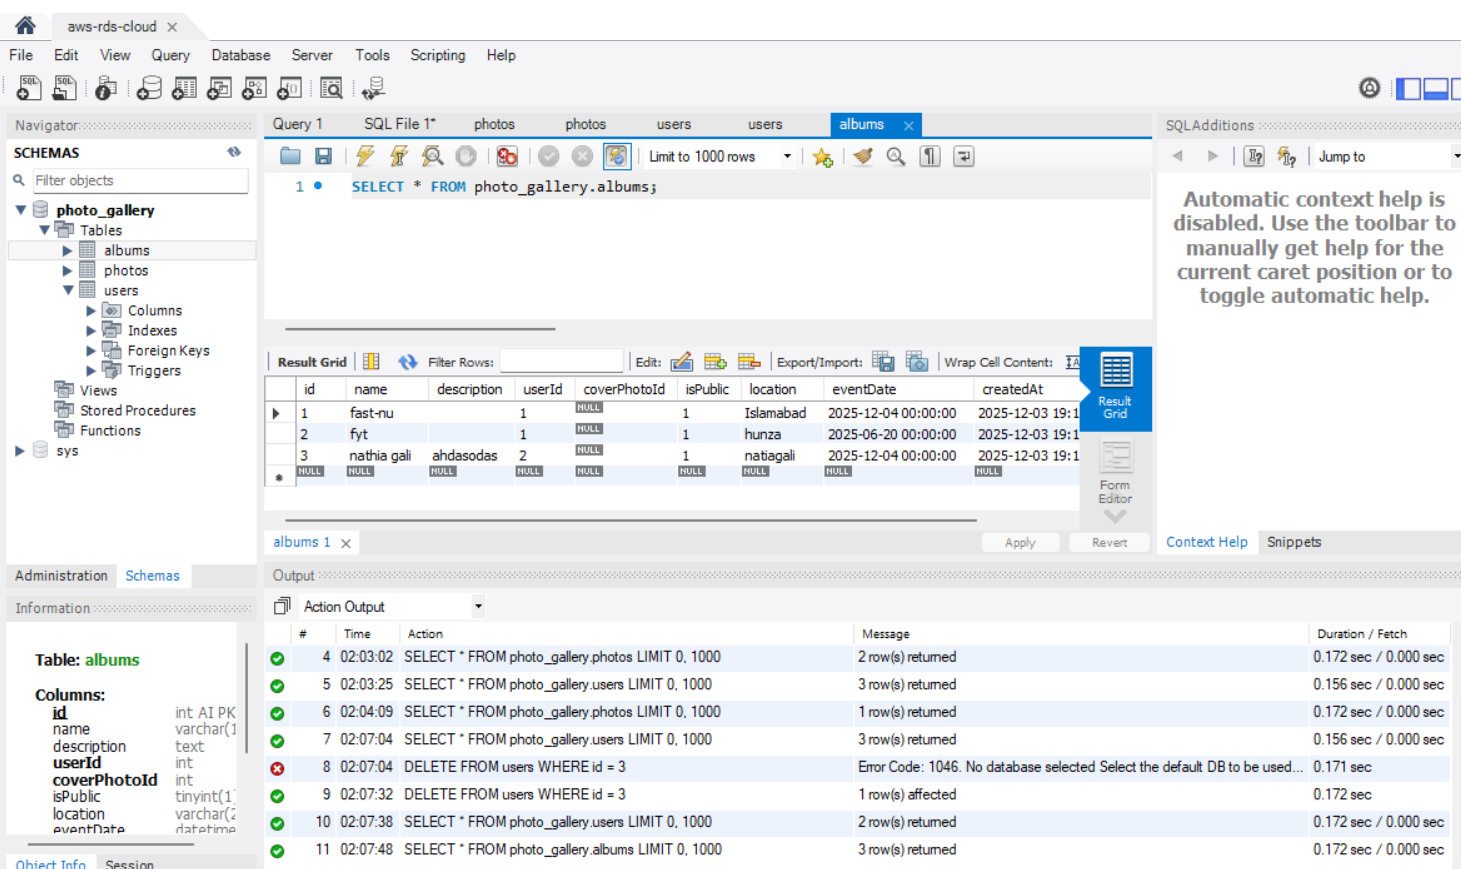 aws-rds-cloud
File Edit View Query Database Server Tools Scripting Help
Navigator
SCHEMAS
Filter objects
photo_gallery
Tables
albums
photos
users
Columns
Indexes
Foreign Keys
Triggers
Views
Stored Procedures
Functions
sys
Administration Schemas
Information
Table: albums
Columns:
id int AI PK
name varchar(1
description text
userId int
coverPhotoId int
isPublic tinyint(1
location varchar(2
eventDate datetime
Object Info Session
Query 1 SQL File 1* photos photos users users albums
Limit to 1000 rows
1 SELECT * FROM photo_gallery.albums;
Result Grid Filter Rows: Edit: Export/Import: Wrap Cell Content:
id name description userId coverPhotoId isPublic location eventDate createdAt
1 fast-nu 1 NULL 1 Islamabad 2025-12-04 00:00:00 2025-12-03 19:1
2 fyt 1 NULL 1 hunza 2025-06-20 00:00:00 2025-12-03 19:1
3 nathia gali ahdasodas 2 NULL 1 natiagali 2025-12-04 00:00:00 2025-12-03 19:1
NULL NULL NULL NULL NULL NULL NULL NULL NULL
Result
Grid
Form
Editor
albums 1 Apply Revert
SQLAdditions
Jump to
Automatic context help is
disabled. Use the toolbar to
manually get help for the
current caret position or to
toggle automatic help.
Context Help Snippets
Output
Action Output
# Time Action Message Duration / Fetch
4 02:03:02 SELECT * FROM photo_gallery.photos LIMIT 0, 1000 2 row(s) returned 0.172 sec / 0.000 sec
5 02:03:25 SELECT * FROM photo_gallery.users LIMIT 0, 1000 3 row(s) returned 0.156 sec / 0.000 sec
6 02:04:09 SELECT * FROM photo_gallery.photos LIMIT 0, 1000 1 row(s) returned 0.172 sec / 0.000 sec
7 02:07:04 SELECT * FROM photo_gallery.users LIMIT 0, 1000 3 row(s) returned 0.156 sec / 0.000 sec
8 02:07:04 DELETE FROM users WHERE id = 3 Error Code: 1046. No database selected Select the default DB to be used... 0.171 sec
9 02:07:32 DELETE FROM users WHERE id = 3 1 row(s) affected 0.172 sec
10 02:07:38 SELECT * FROM photo_gallery.users LIMIT 0, 1000 2 row(s) returned 0.172 sec / 0.000 sec
11 02:07:48 SELECT * FROM photo_gallery.albums LIMIT 0, 1000 3 row(s) returned 0.172 sec / 0.000 sec